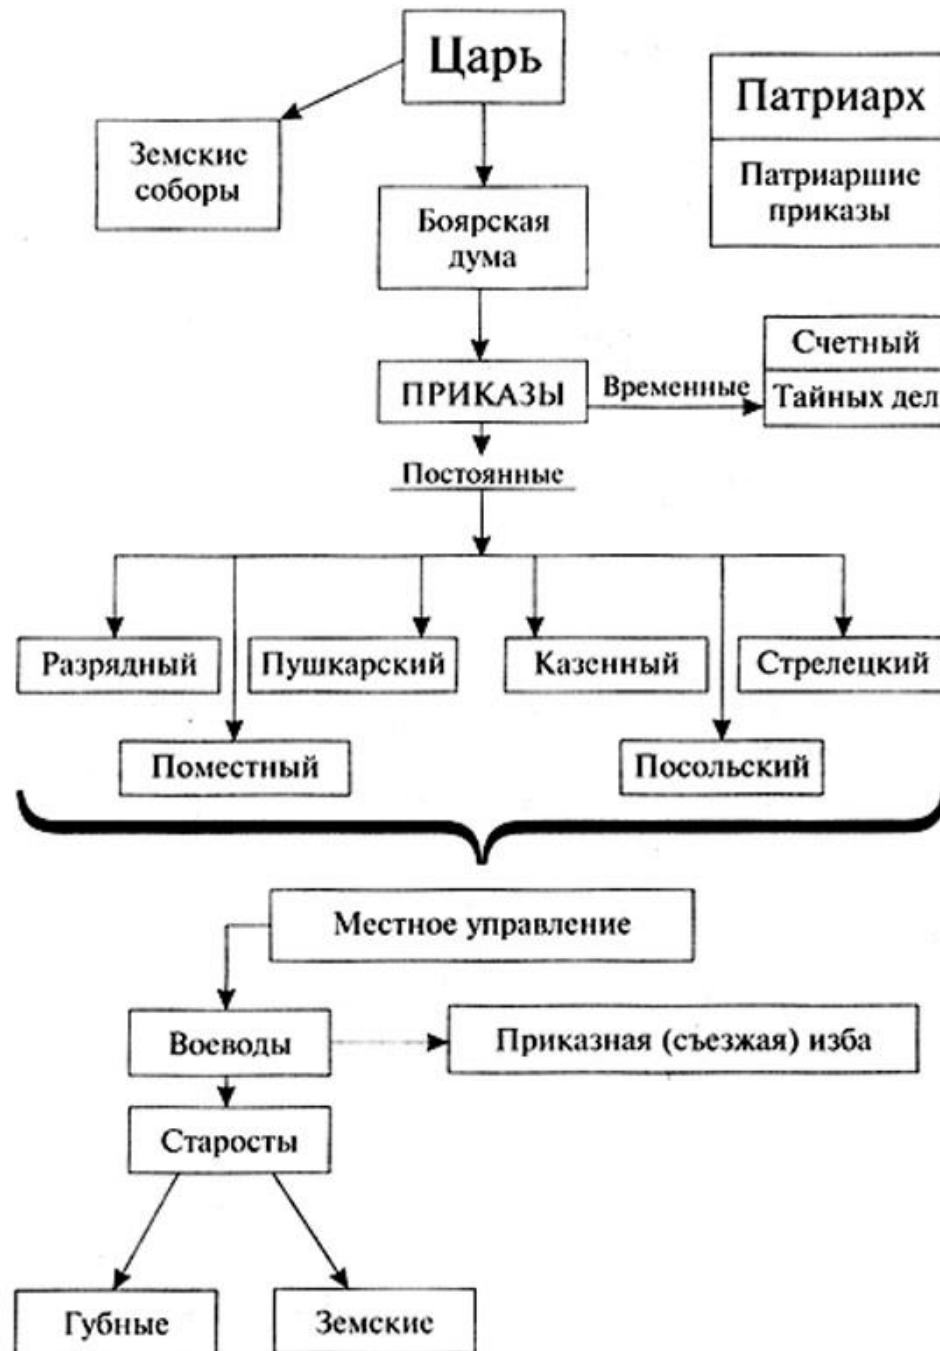 Царь
Патриарх
Земские
соборы
Патриаршие
приказы
Боярская
дума
Счетный
ПРИКАЗЫ
Временные
Тайных дел
Постоянные
Разрядный
Пушкарский
Казенный
Стрелецкий
Поместный
Посольский
Местное управление
Воеводы
Приказная (съезжая) изба
Старосты
Губные
Земские